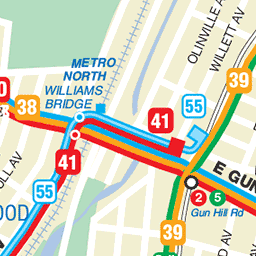 OLINVILLE AV
WILLETT AV
METRO
NORTH
WILLIAMS
BRIDGE
39
38
55
41
41
E GUN
55
2
5
Gun Hill Rd
39